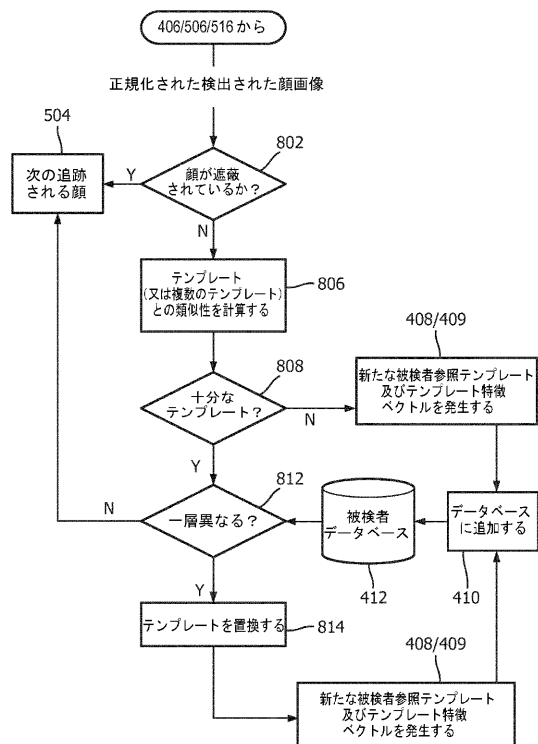 406/506/516 から
正規化された検出された顔画像
504
802
次の追跡
される顔
Y
顔が遮蔽
されているか？
N
テンプレート
(又は複数のテンプレート)
との類似性を計算する
806
408/409
808
新たな被検者参照テンプレート
及びテンプレート特徴
ベクトルを発生する
十分な
テンプレート？
N
Y
812
N
一層異なる？
被検者
データベース
データベース
に追加する
412
410
Y
テンプレートを置換する
814
408/409
新たな被検者参照テンプレート
及びテンプレート特徴
ベクトルを発生する